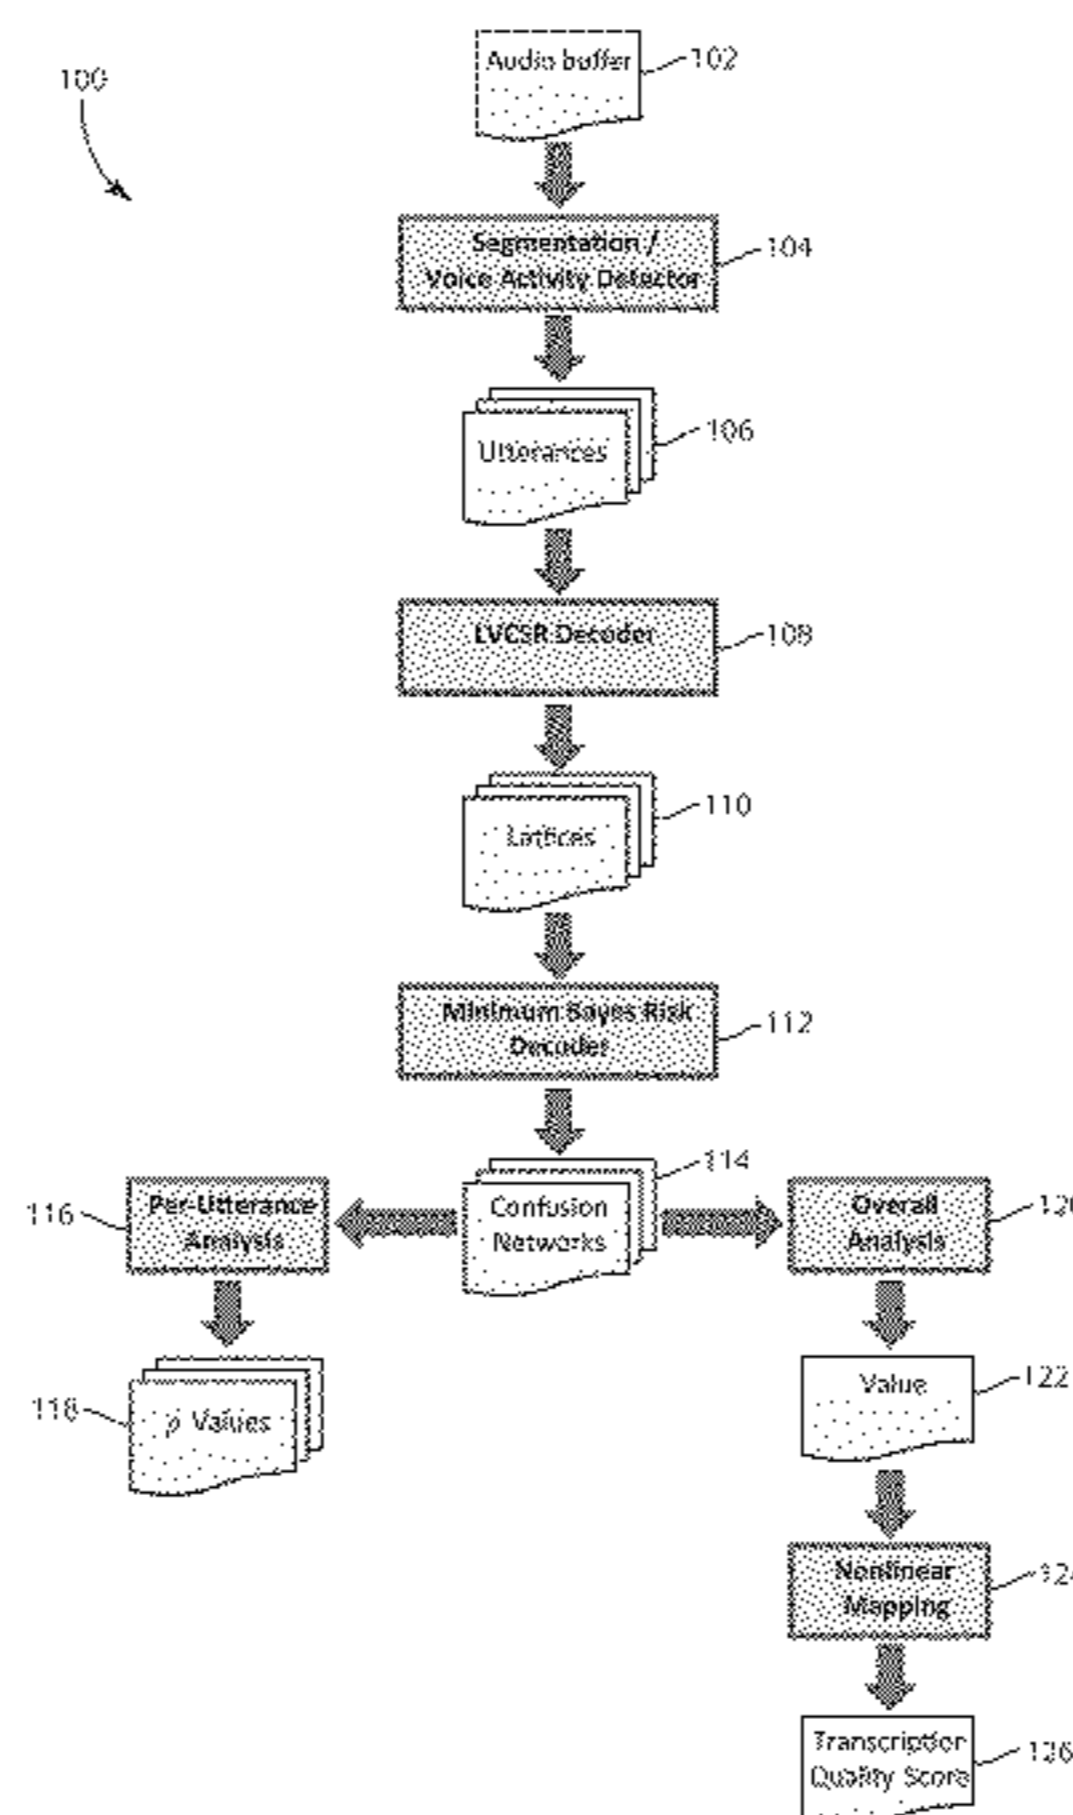 100
Audio buffer
102
Segmentation /
Voice Activity Detector
104
Utterances
106
LVCSR Decoder
108
Lattices
110
Minimum Bayes Risk
Decoder
112
Confusion
Networks
114
Per-Utterance
Analysis
116
Overall
Analysis
ρ Values
118
Value
122
Nonlinear
Mapping
Transcription
Quality Score
126